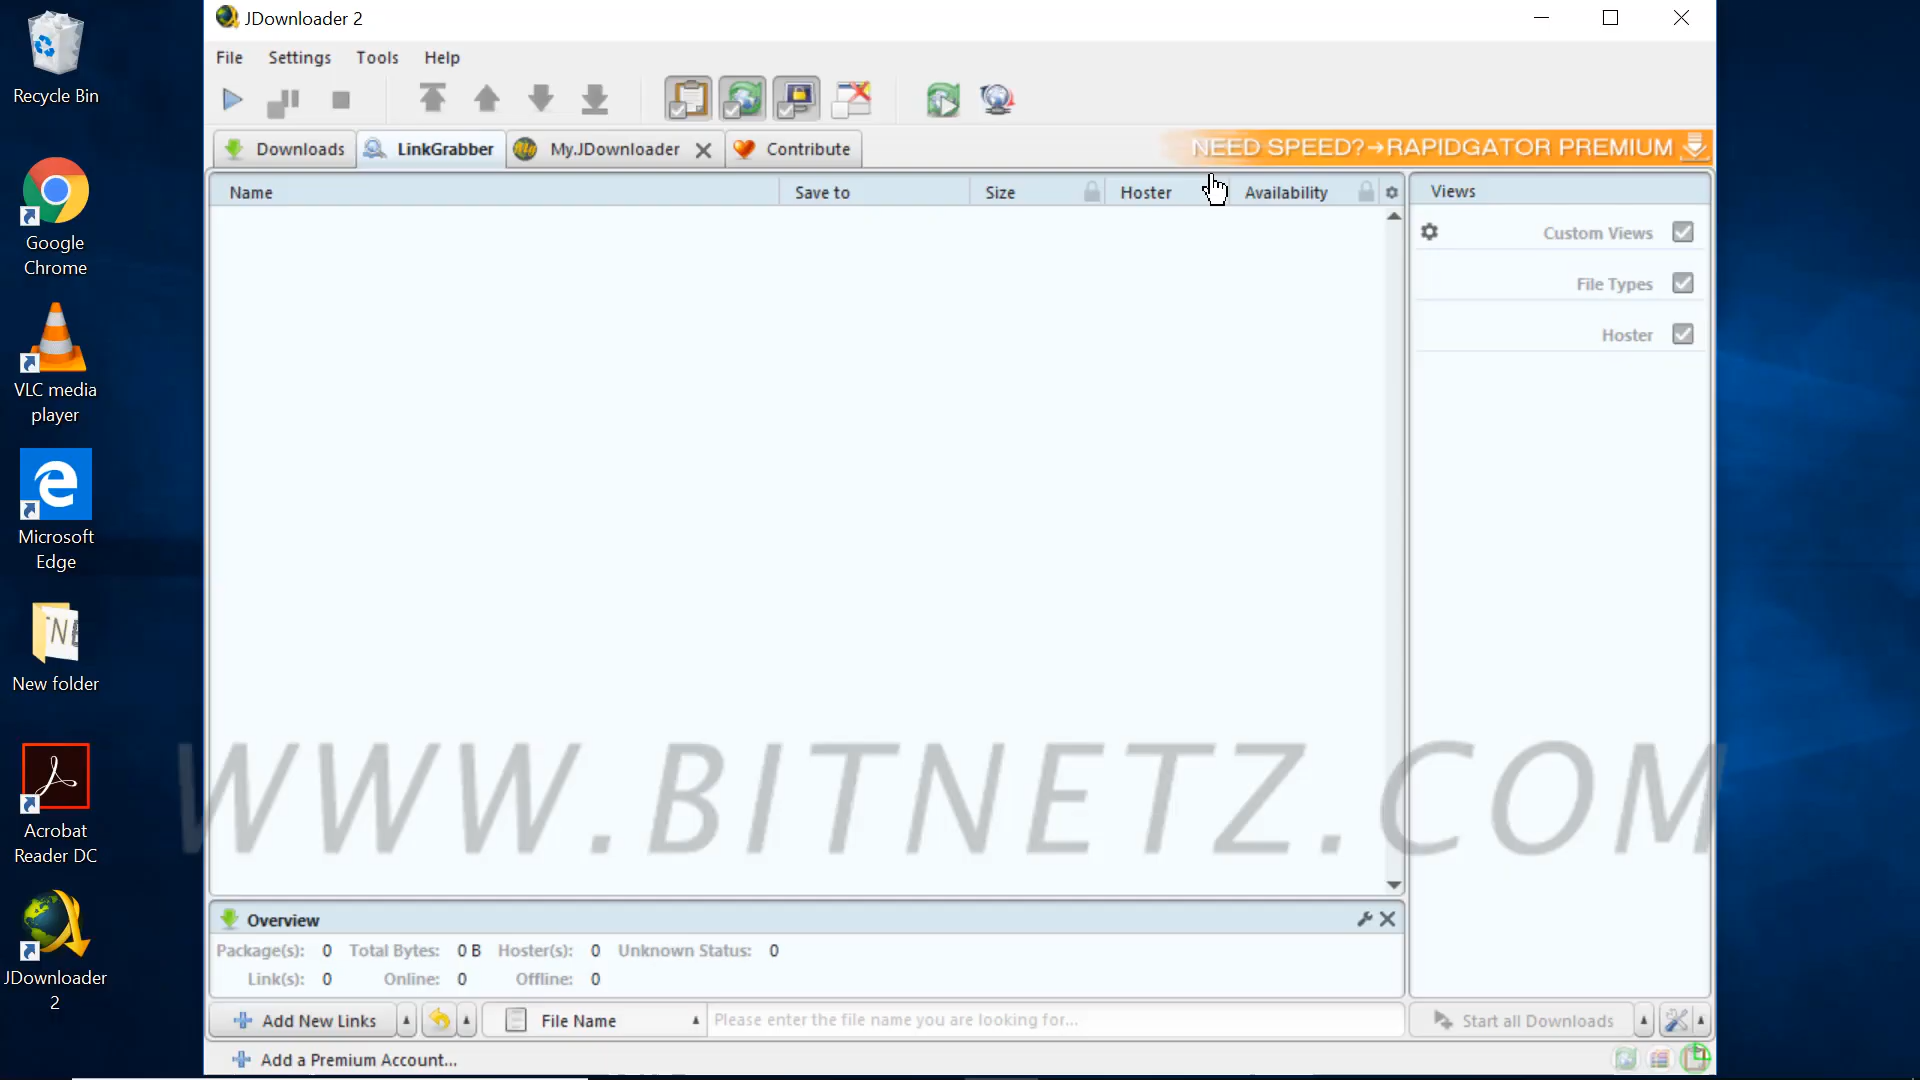 Recycle Bin
Google
Chrome
VLC media
player
Microsoft
Edge
New folder
Acrobat
Reader DC
JDownloader
2
JDownloader 2
File Settings Tools Help
Downloads LinkGrabber My.JDownloader Contribute
NEED SPEED?→RAPIDGATOR PREMIUM
Name Save to Size Hoster Availability
Views
Custom Views
File Types
Hoster
WWW.BITNETZ.COM
Overview
Package(s): 0 Total Bytes: 0 B Hoster(s): 0 Unknown Status: 0
Link(s): 0 Online: 0 Offline: 0
Add New Links File Name Please enter the file name you are looking for... Start all Downloads
Add a Premium Account...